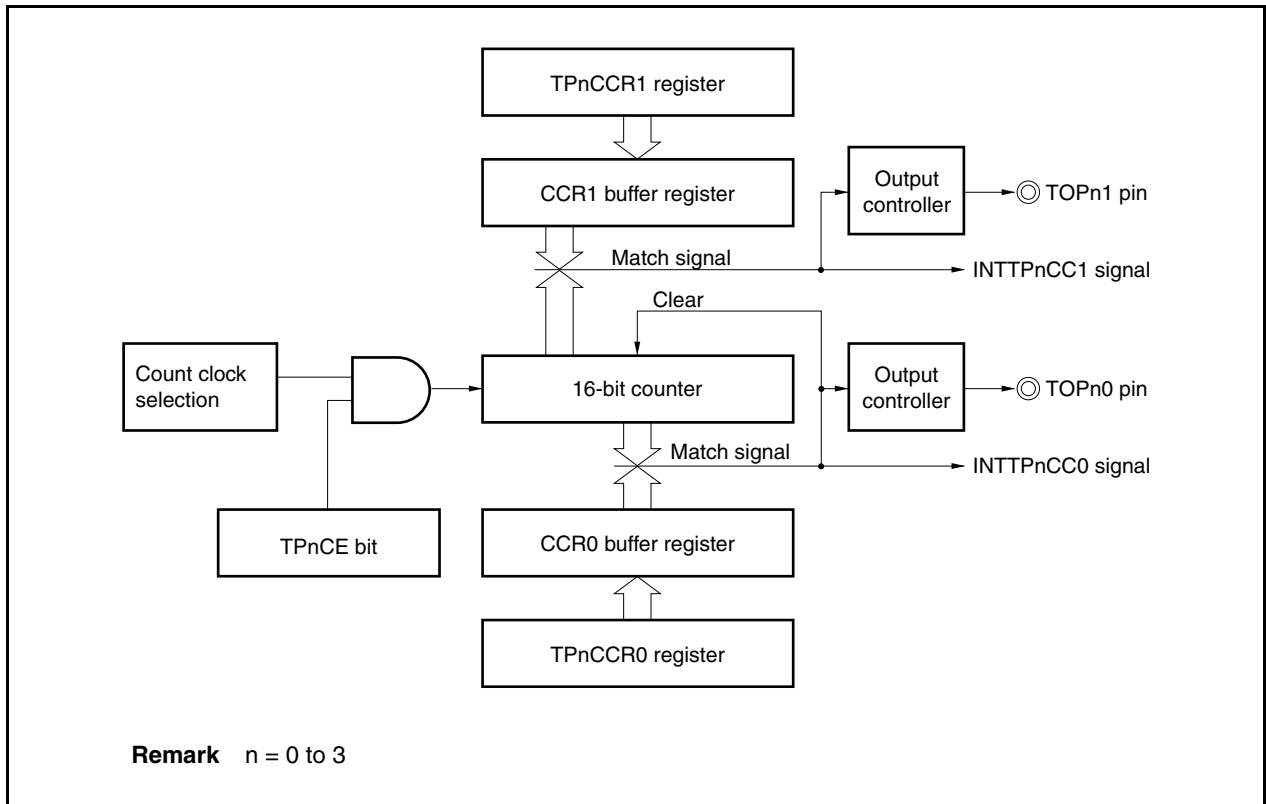 TPnCCR1 register
CCR1 buffer register
Output
controller
TOPn1 pin
Match signal
INTTPnCC1 signal
Clear
Count clock
selection
16-bit counter
Output
controller
TOPn0 pin
Match signal
INTTPnCC0 signal
TPnCE bit
CCR0 buffer register
TPnCCR0 register
Remark n = 0 to 3